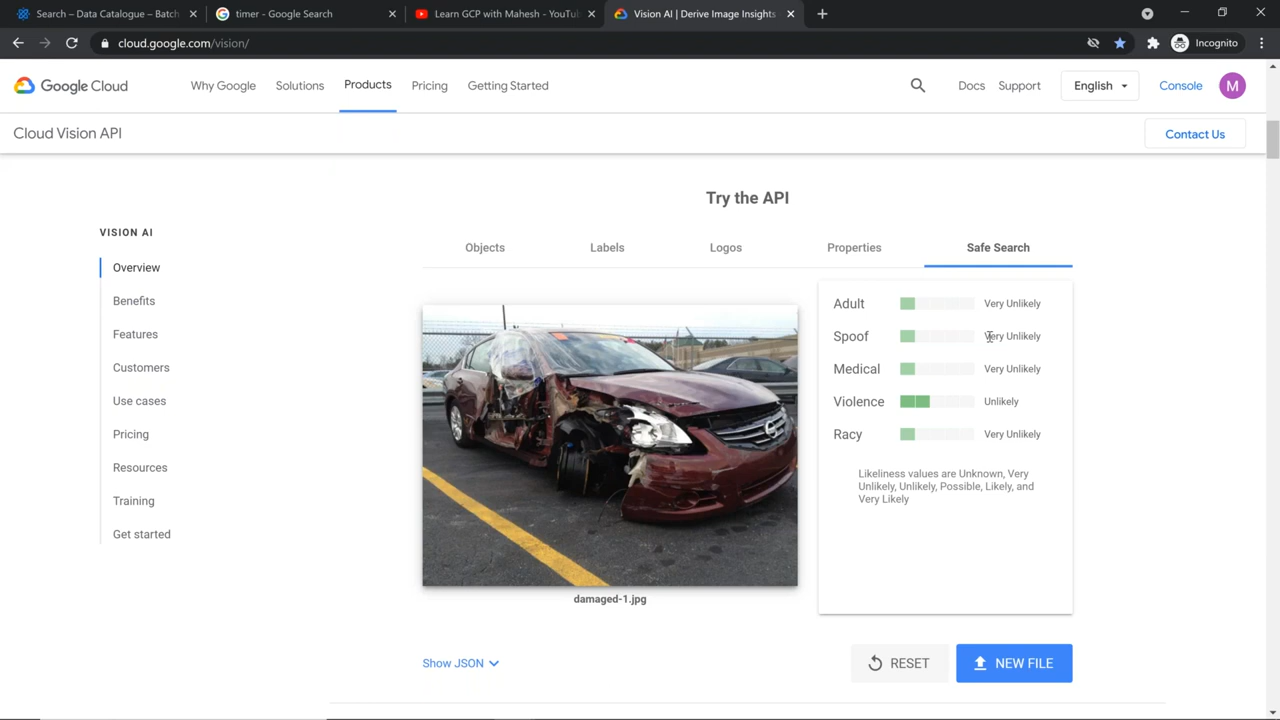 Search – Data Catalogue – Batch
timer - Google Search
Learn GCP with Mahesh - YouTu
Vision AI | Derive Image Insights
cloud.google.com/vision/
Incognito
Google Cloud
Why Google
Solutions
Products
Pricing
Getting Started
Docs
Support
English
Console
M
Cloud Vision API
Contact Us
Try the API
VISION AI
Overview
Benefits
Features
Customers
Use cases
Pricing
Resources
Training
Get started
Objects
Labels
Logos
Properties
Safe Search
Adult Very Unlikely
Spoof Very Unlikely
Medical Very Unlikely
Violence Unlikely
Racy Very Unlikely
Likeliness values are Unknown, Very
Unlikely, Unlikely, Possible, Likely, and
Very Likely
damaged-1.jpg
Show JSON
RESET
NEW FILE